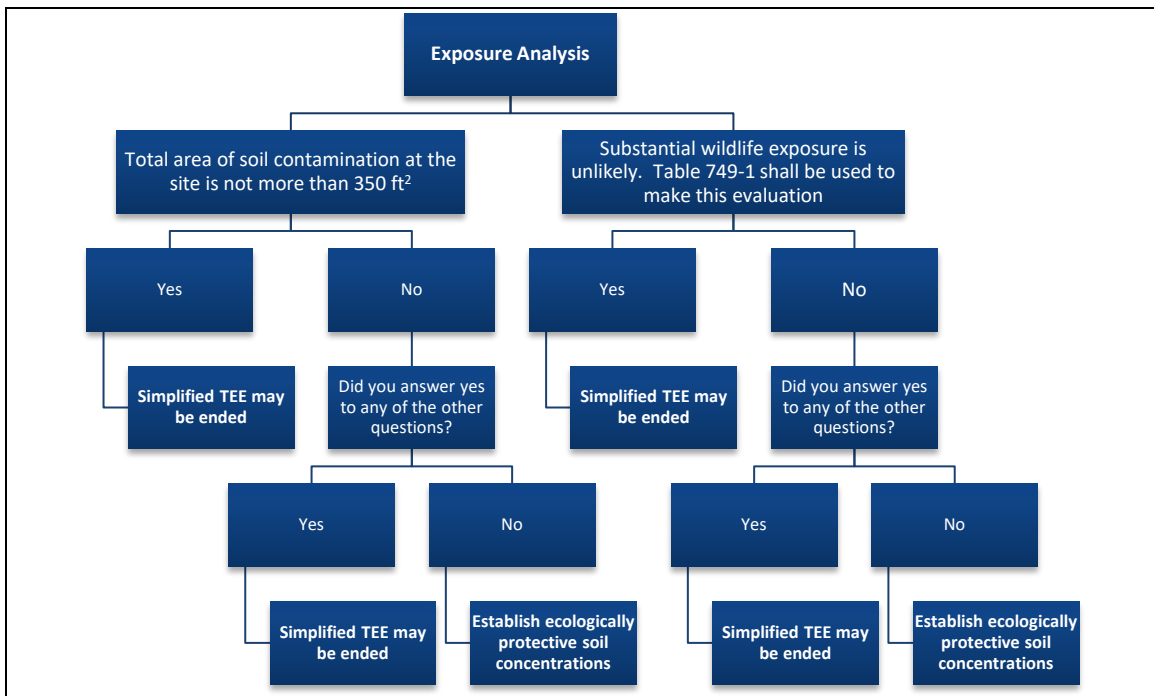 Exposure Analysis
Total area of soil contamination at the
site is not more than 350 ft²
Substantial wildlife exposure is
unlikely.  Table 749-1 shall be used to
make this evaluation
Yes
No
Yes
No
Simplified TEE may
be ended
Did you answer yes
to any of the other
questions?
Simplified TEE may
be ended
Did you answer yes
to any of the other
questions?
Yes
No
Yes
No
Simplified TEE may
be ended
Establish ecologically
protective soil
concentrations
Simplified TEE may
be ended
Establish ecologically
protective soil
concentrations